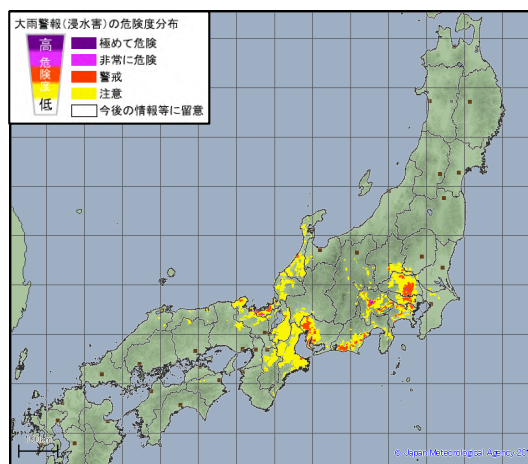 大雨警報(浸水害)の危険度分布
高
危険度
低
極めて危険
非常に危険
警戒
注意
今後の情報等に留意
© Japan Meteorological Agency